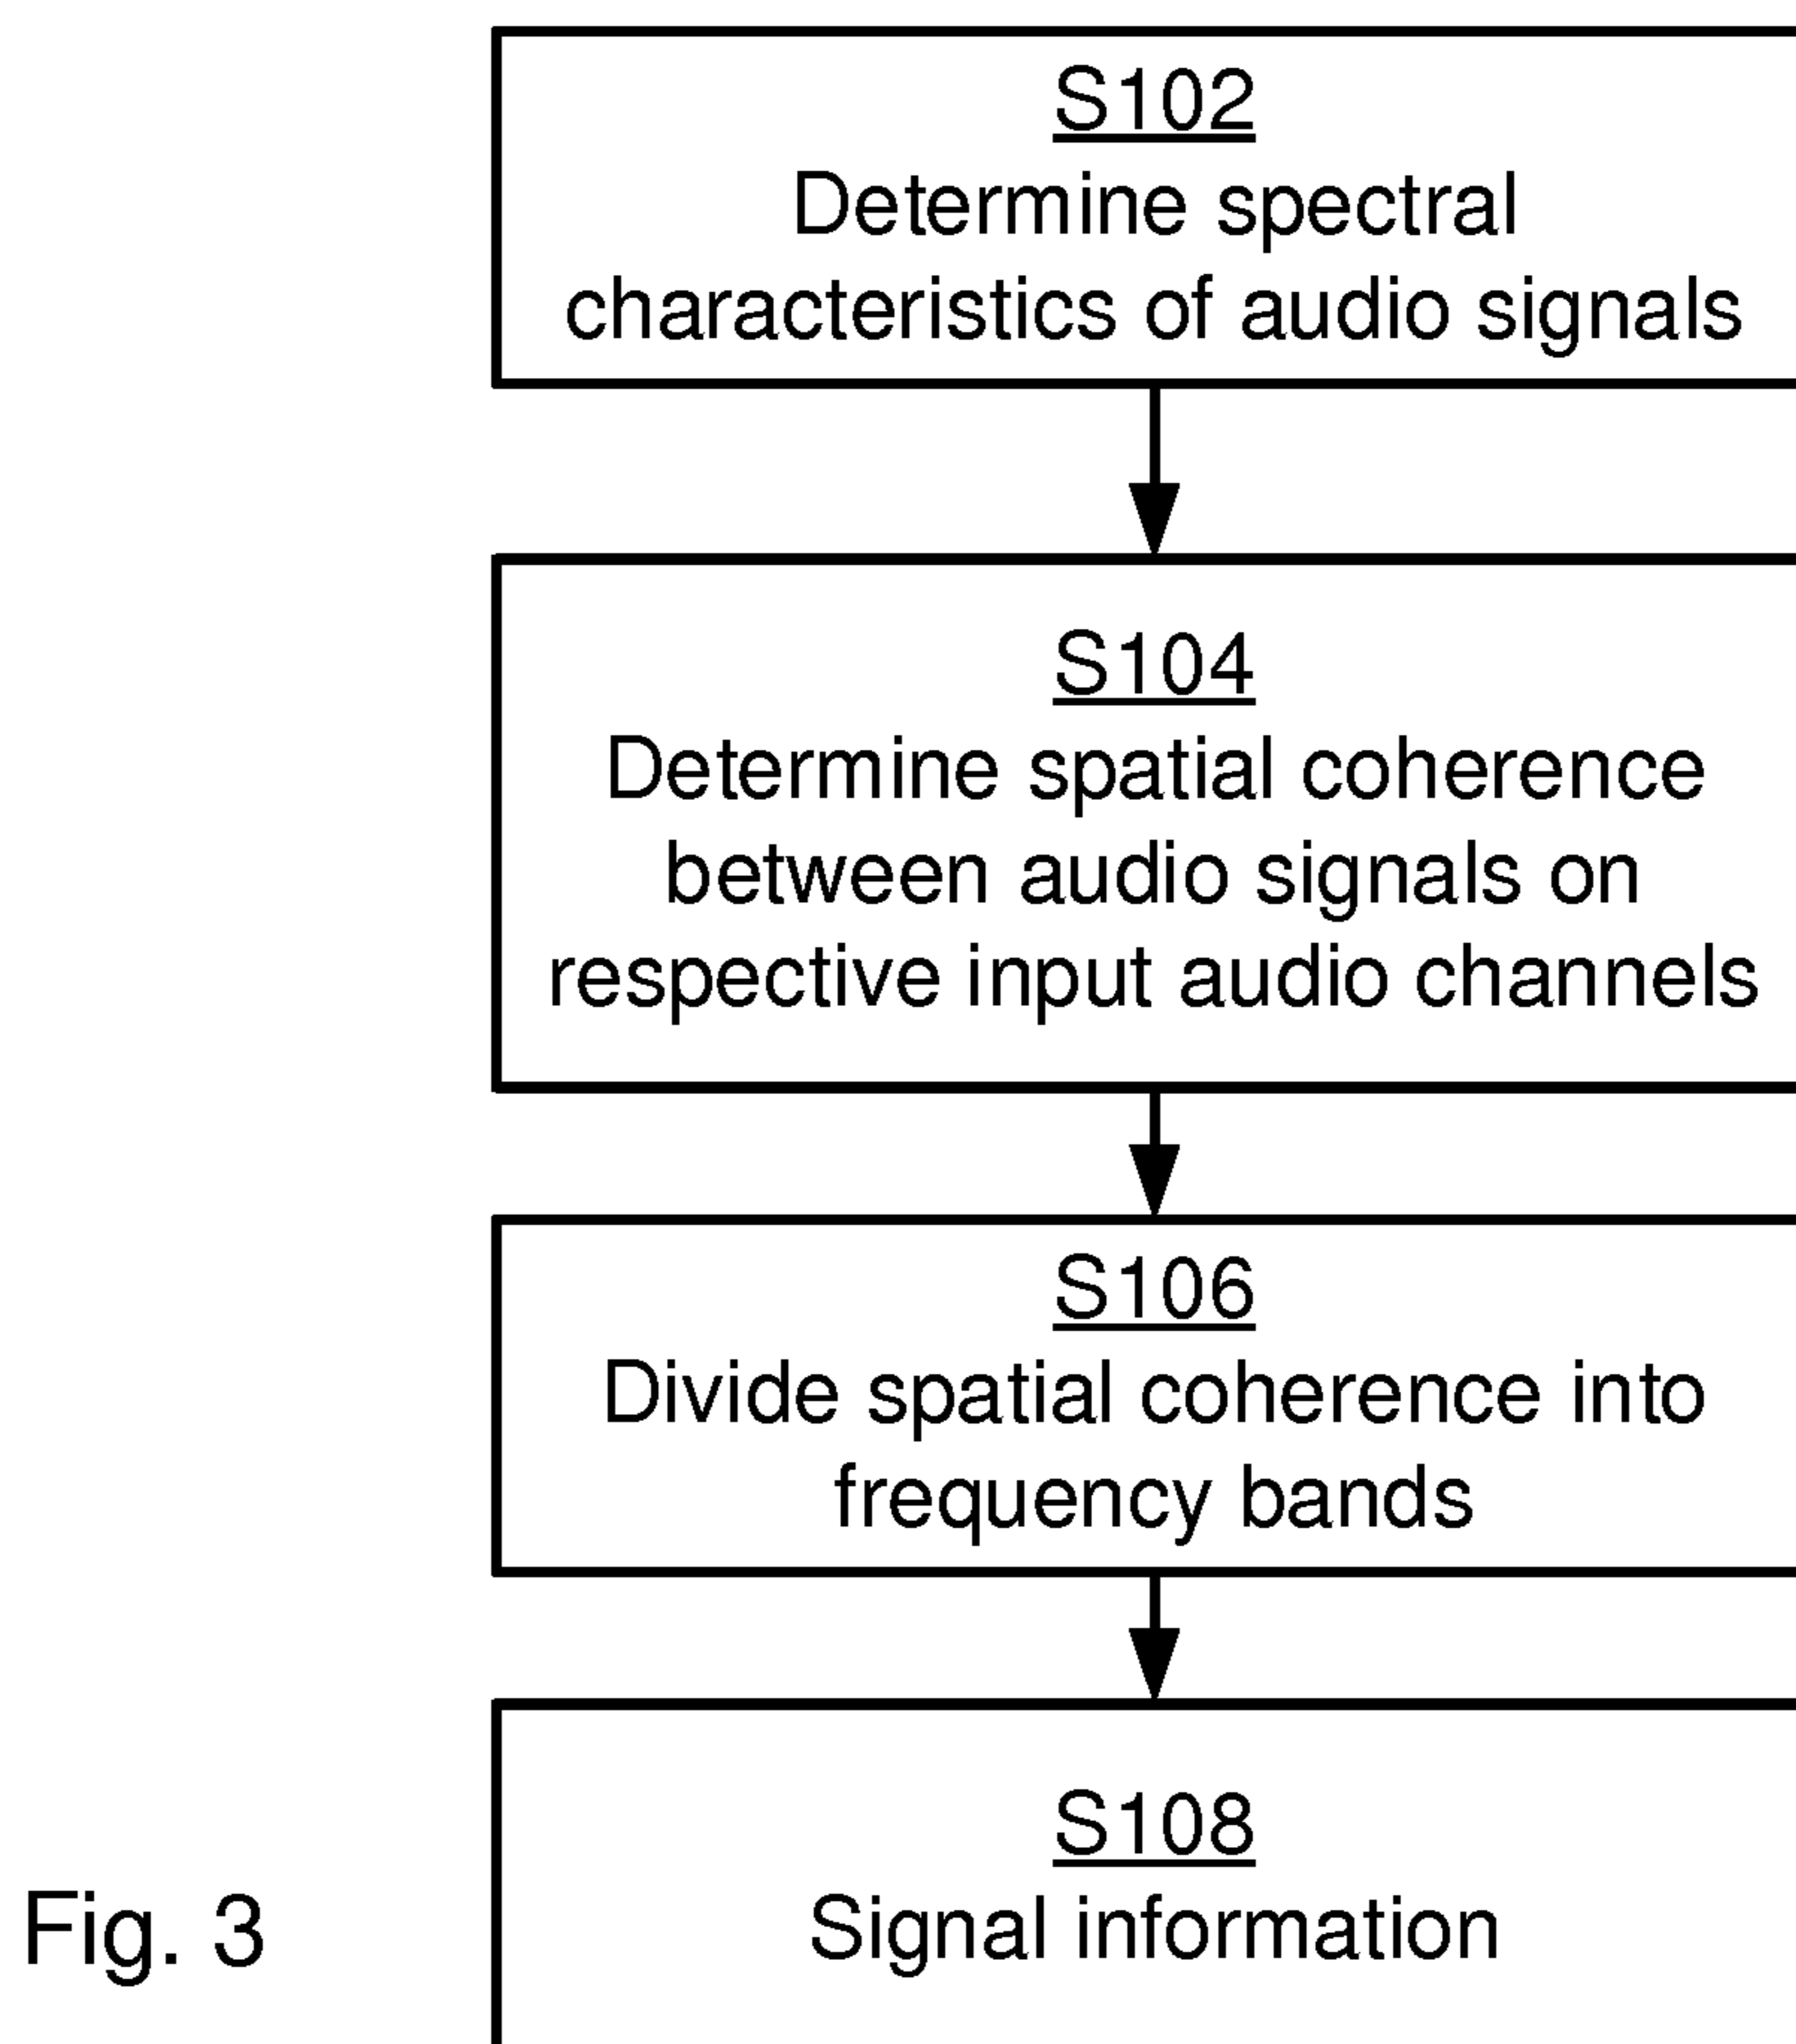 S102
Determine spectral
characteristics of audio signals
S104
Determine spatial coherence
between audio signals on
respective input audio channels
S106
Divide spatial coherence into
frequency bands
S108
Signal information
Fig. 3